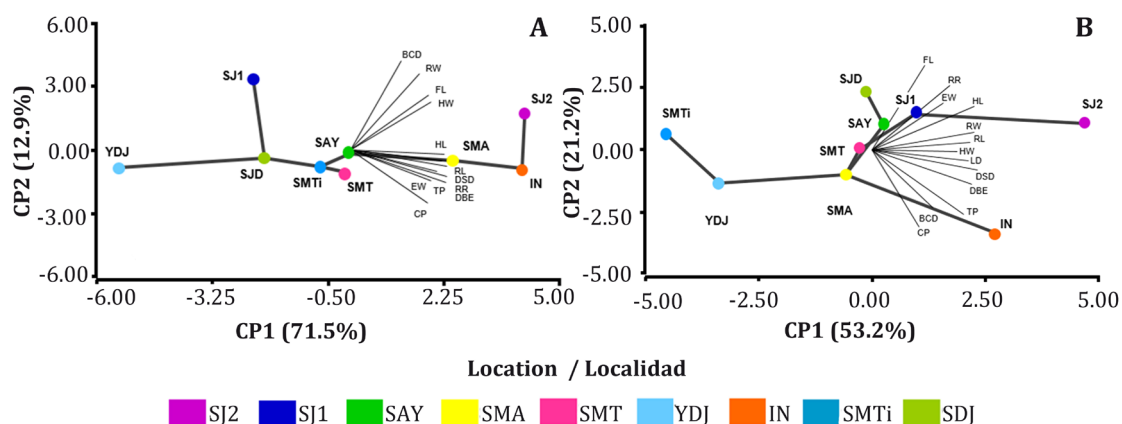 A
6.00
3.00
0.00
-3.00
-6.00
CP2 (12.9%)
-6.00 -3.25 -0.50 2.25 5.00
CP1 (71.5%)
YDJ
SJ1
SJD
SMTi
SAY
SMT
SMA
SJ2
IN
BCD
RW
FL
HW
HL
RL
DSD
RR
DBE
EW
TP
CP
B
5.00
2.50
0.00
-2.50
-5.00
CP2 (21.2%)
-5.00 -2.50 0.00 2.50 5.00
CP1 (53.2%)
SMTi
YDJ
SJD
SAY
SMT
SMA
SJ1
SJ2
IN
FL
RR
EW
HL
RW
RL
HW
LD
DSD
DBE
TP
BCD
CP
Location / Localidad
SJ2 SJ1 SAY SMA SMT YDJ IN SMTi SDJ